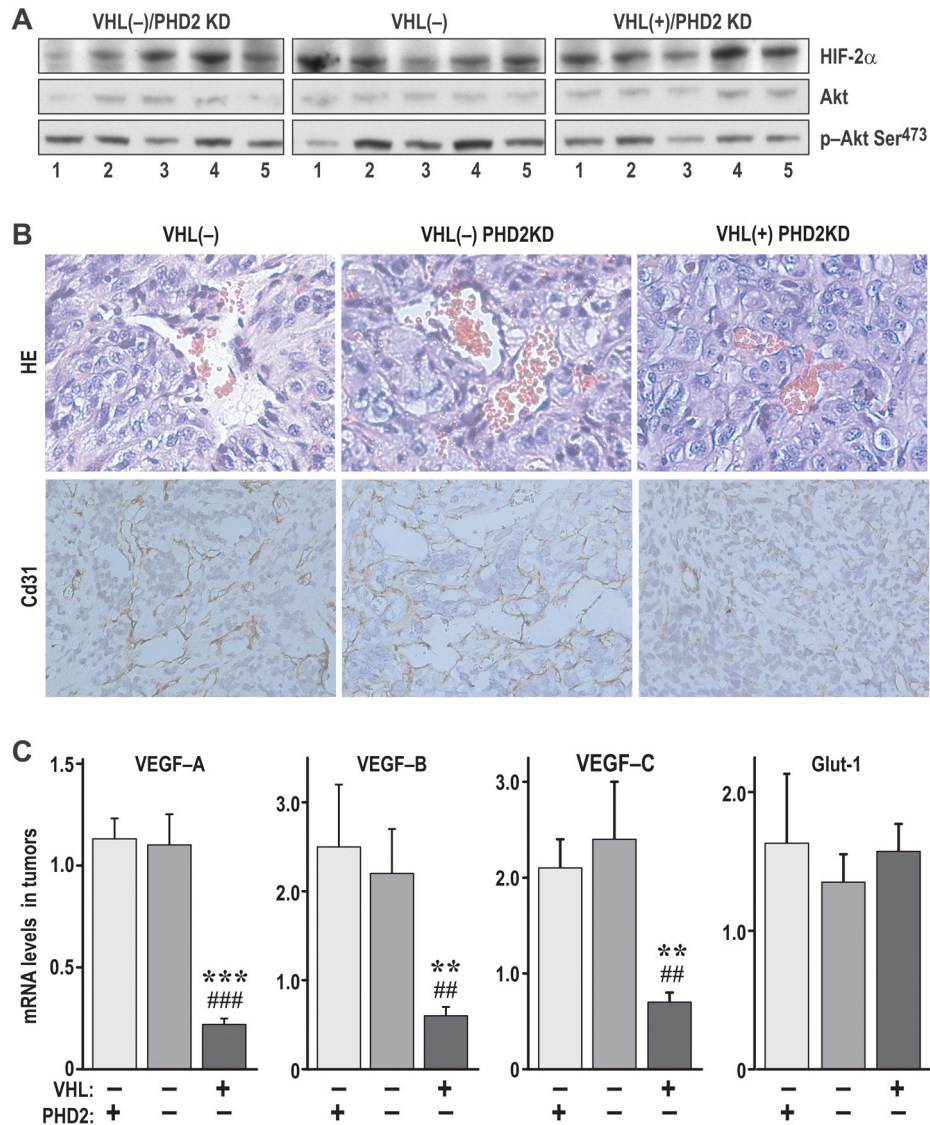 A
VHL(–)/PHD2 KD VHL(–) VHL(+)/PHD2 KD
HIF-2α
Akt
p–Akt Ser473
1 2 3 4 5 1 2 3 4 5 1 2 3 4 5
B
VHL(–) VHL(–) PHD2KD VHL(+) PHD2KD
HE
Cd31
C
VEGF–A VEGF–B VEGF–C Glut-1
mRNA levels in tumors
1.5
1.0
0.5
0
***
###
3.0
2.0
1.0
0
**
##
3.0
2.0
1.0
0
**
##
2.0
1.0
0
VHL: – – + – – + – – + – – +
PHD2: + – – + – – + – – + – –